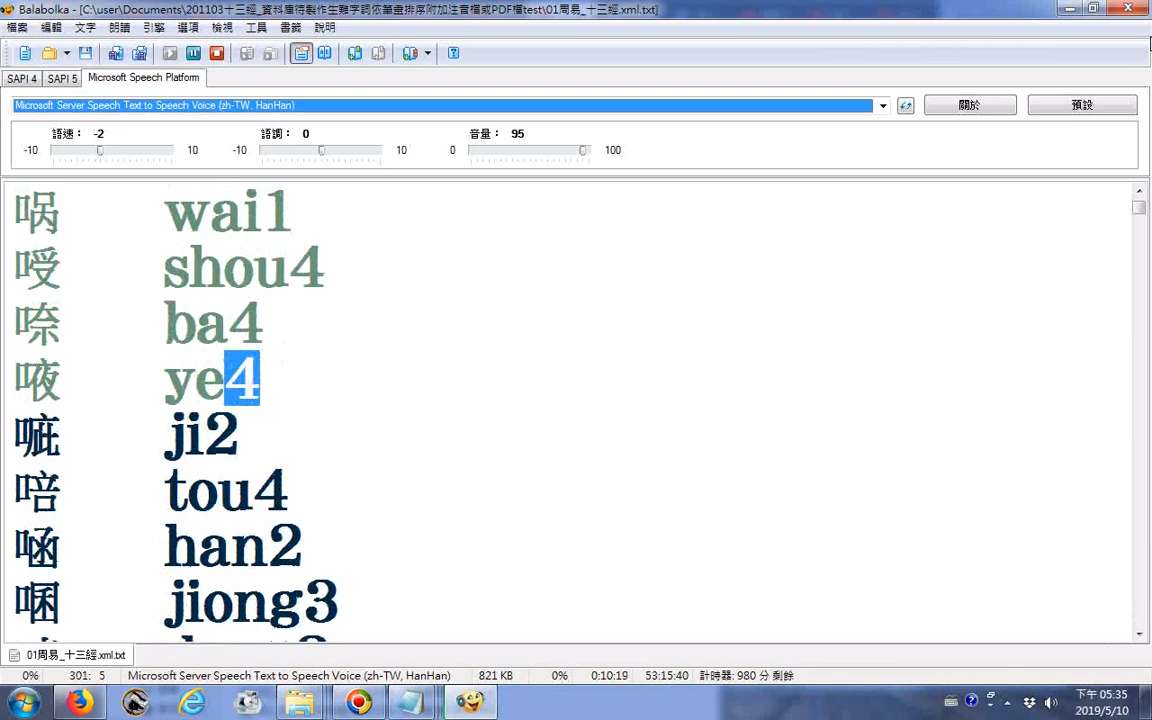 Balabolka - [C:\user\Documents\201103十三經_資料庫待製作生難字詞依筆畫排序附加注音檔或PDF檔test\01周易_十三經.xml.txt]
檔案 編輯 文字 朗讀 引擎 選項 檢視 工具 書籤 說明
SAPI 4 SAPI 5 Microsoft Speech Platform
Microsoft Server Speech Text to Speech Voice (zh-TW, HanHan) 關於 預設
語速： -2 語調： 0 音量： 95
-10 10 -10 10 0 100
㖞 wai1
㖟 shou4
㖠 ba4
㖡 ye4
㖢 ji2
㖣 tou4
㖤 han2
㖥 jiong3
01周易_十三經.xml.txt
0% 301: 5 Microsoft Server Speech Text to Speech Voice (zh-TW, HanHan) 821 KB 0% 0:10:19 53:15:40 計時器: 980 分 剩餘
下午 05:35
2019/5/10